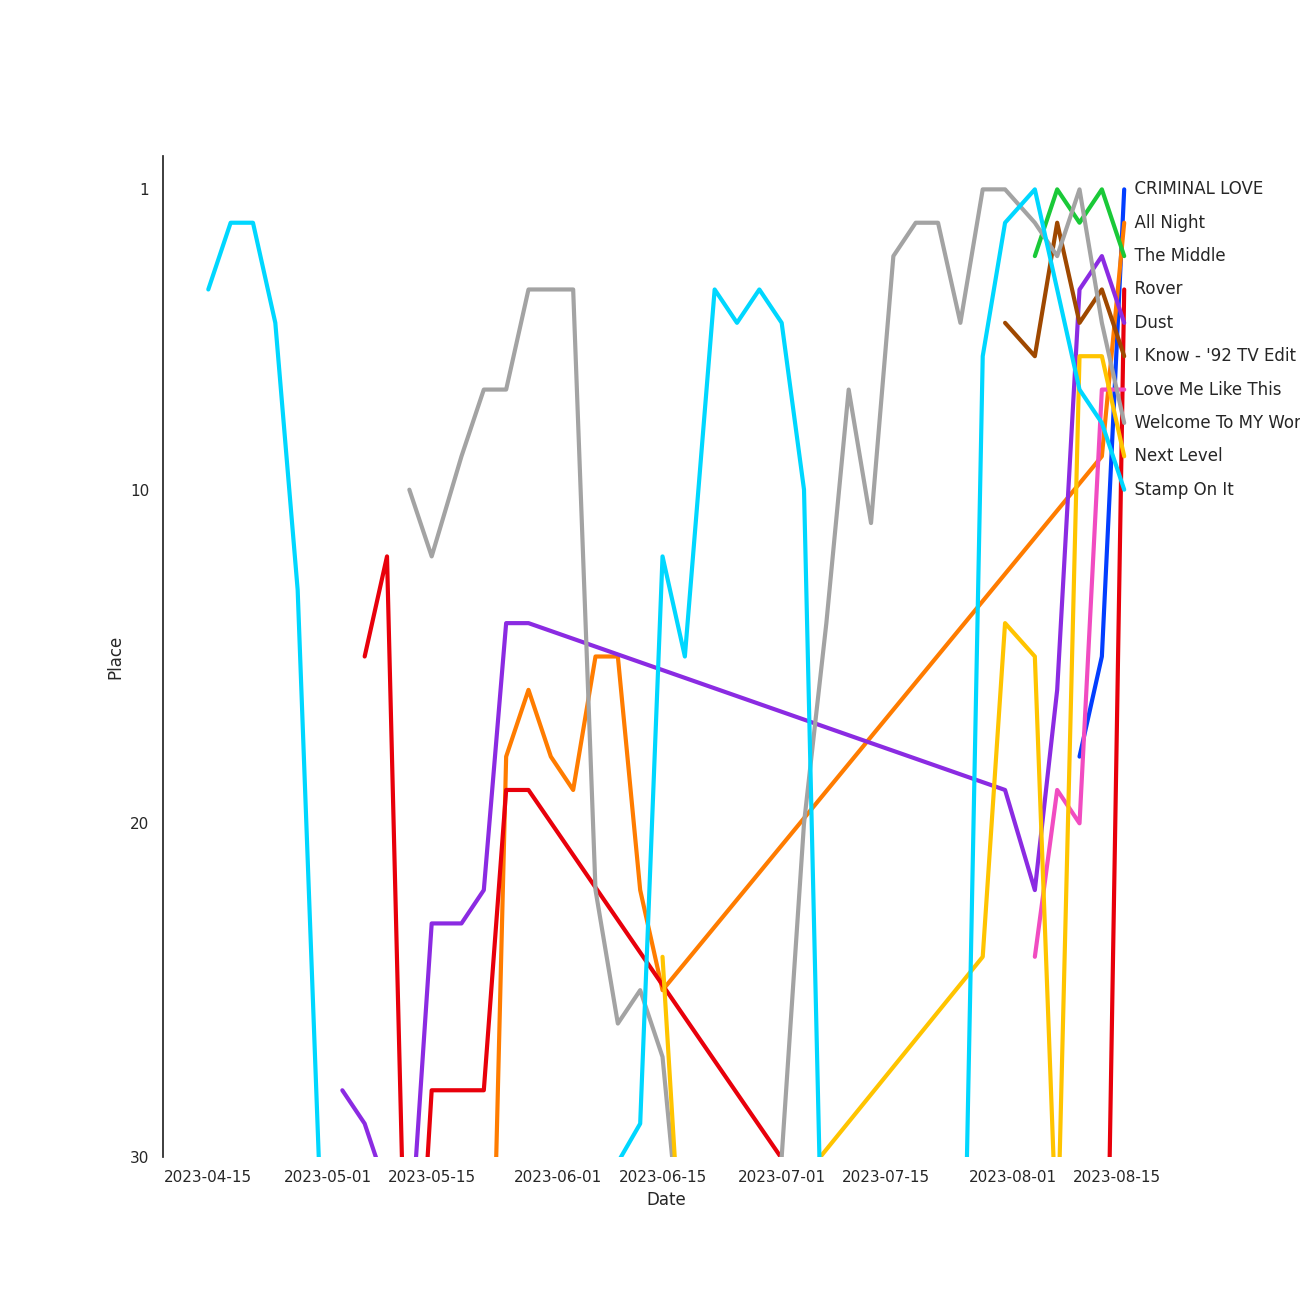 1
10
20
30
Place
2023-04-15
2023-05-01
2023-05-15
2023-06-01
2023-06-15
2023-07-01
2023-07-15
2023-08-01
2023-08-15
Date
CRIMINAL LOVE
All Night
The Middle
Rover
Dust
I Know - '92 TV Edit
Love Me Like This
Welcome To MY Wor
Next Level
Stamp On It